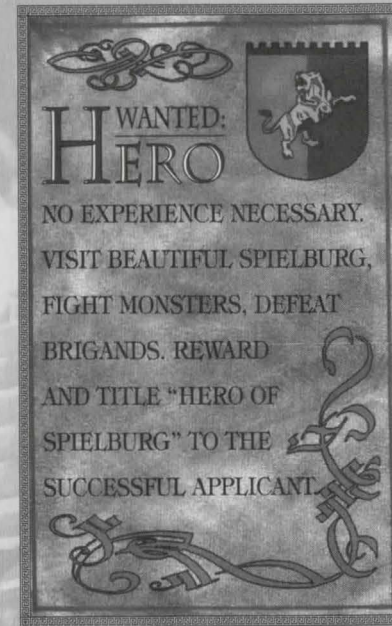 WANTED:
HERO
NO EXPERIENCE NECESSARY.
VISIT BEAUTIFUL SPIELBURG,
FIGHT MONSTERS, DEFEAT
BRIGANDS. REWARD
AND TITLE “HERO OF
SPIELBURG” TO THE
SUCCESSFUL APPLICANT.